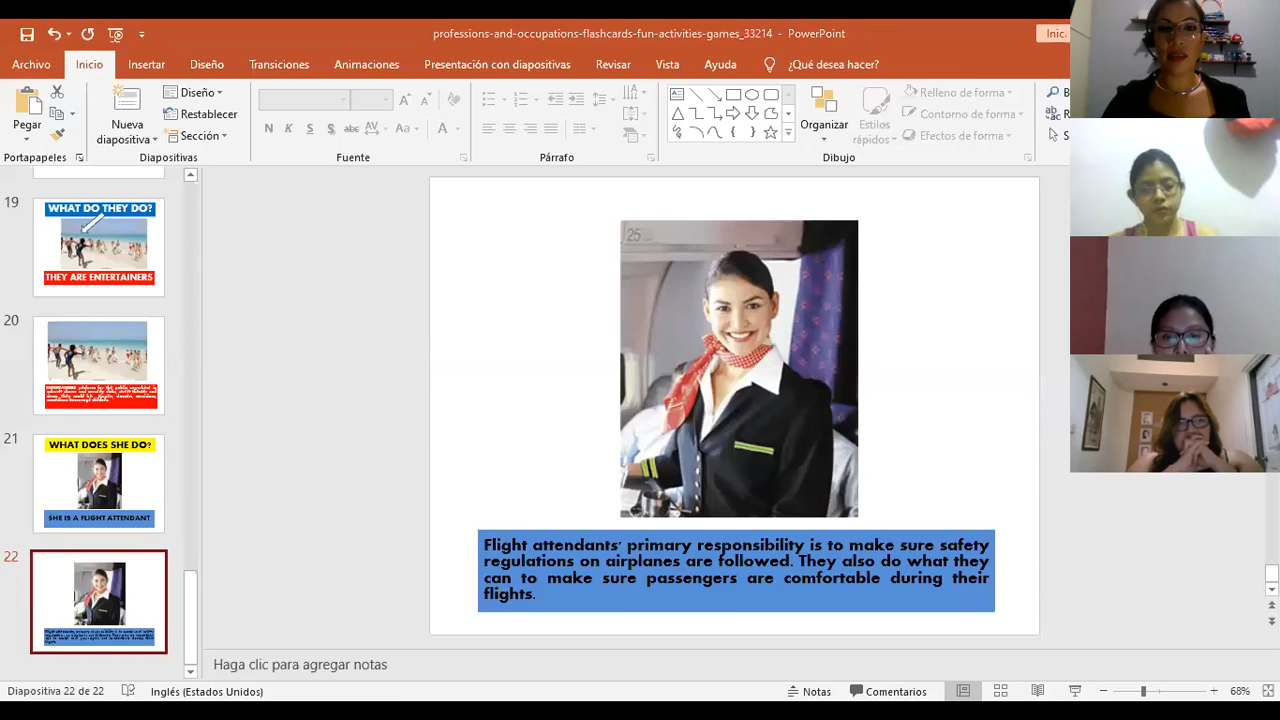 professions-and-occupations-flashcards-fun-activities-games_33214 - PowerPoint
Inic.
Archivo Inicio Insertar Diseño Transiciones Animaciones Presentación con diapositivas Revisar Vista Ayuda ¿Qué desea hacer?
Pegar
Nueva diapositiva
Diseño
Restablecer
Sección
N K S abc AV Aa A
Organizar
Estilos rápidos
Relleno de forma
Contorno de forma
Efectos de forma
Portapapeles Diapositivas Fuente Párrafo Dibujo
19
WHAT DO THEY DO?
THEY ARE ENTERTAINERS
20
21
WHAT DOES SHE DO?
SHE IS A FLIGHT ATTENDANT
22
25
Flight attendants' primary responsibility is to make sure safety
regulations on airplanes are followed. They also do what they
can to make sure passengers are comfortable during their
flights.
Haga clic para agregar notas
Diapositiva 22 de 22 Inglés (Estados Unidos) Notas Comentarios 68%